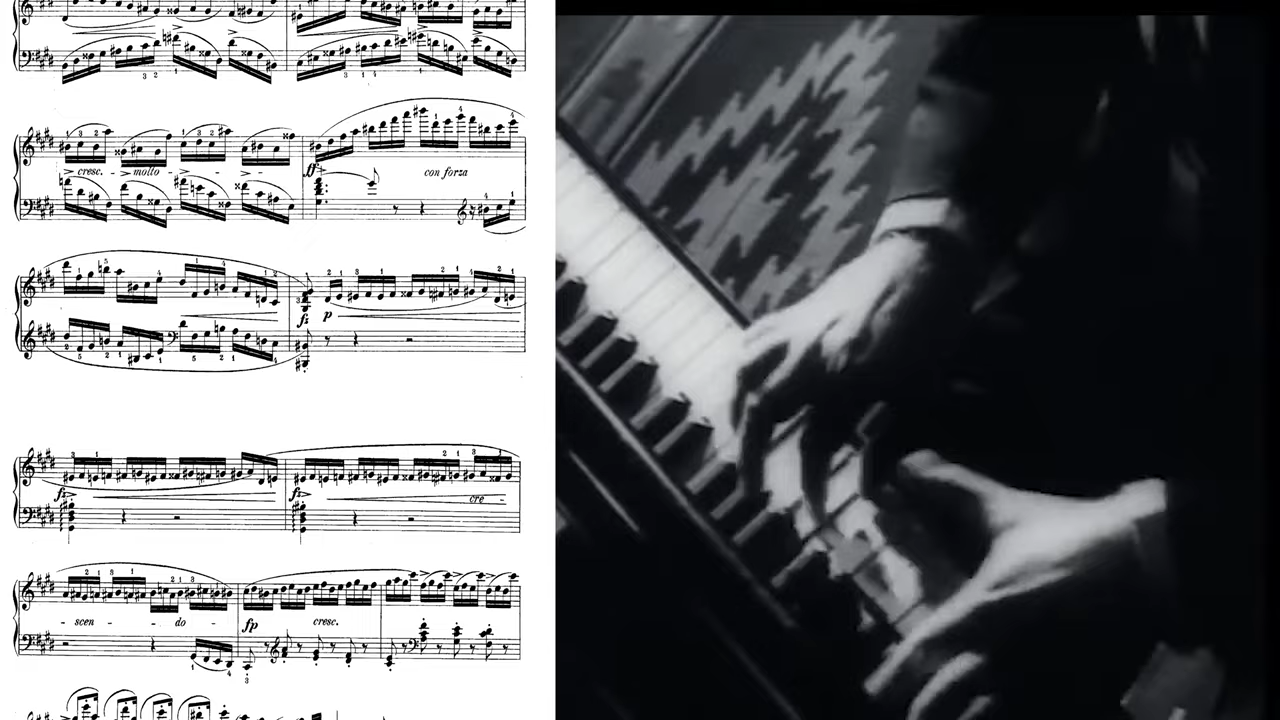 cresc. - molto - - -
ff
con forza
fz p
fz fz cre -
- scen - - do - - fp cresc.